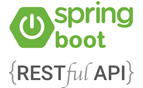 spring
boot
{RESTful API}